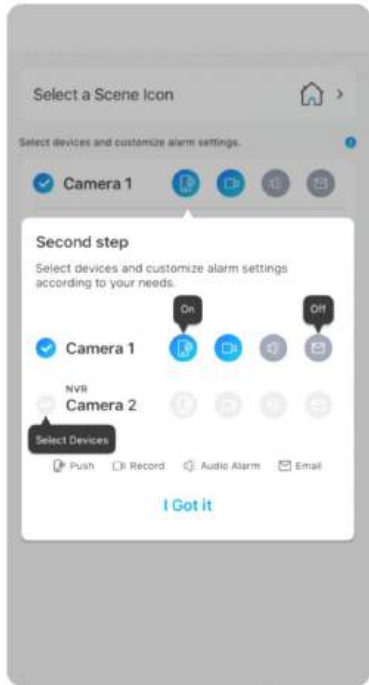 Select a Scene Icon
Select devices and customize alarm settings.
Camera 1
Second step
Select devices and customize alarm settings
according to your needs.
On
Off
Camera 1
NVR
Camera 2
Select Devices
Push Record Audio Alarm Email
I Got it